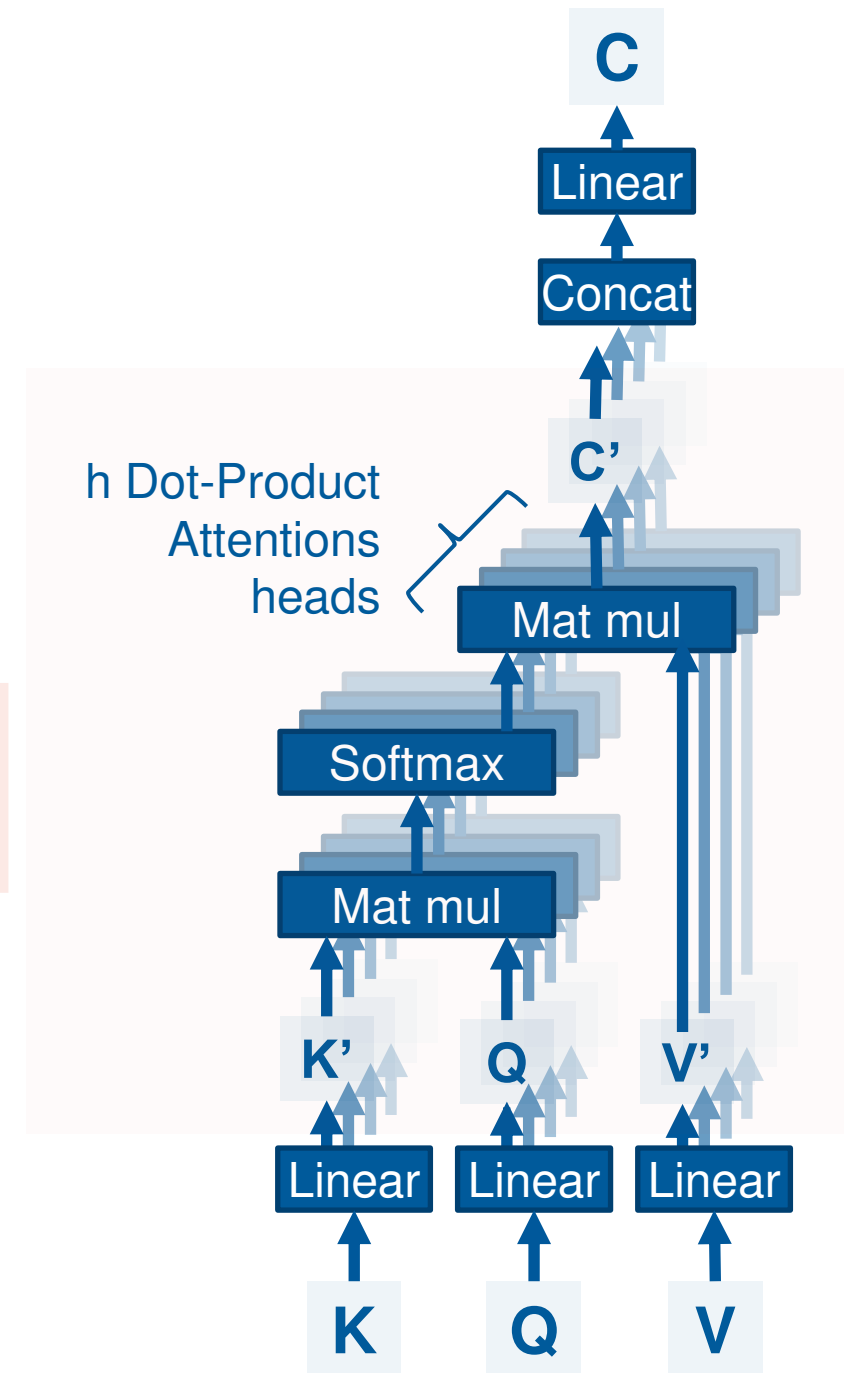 C
Linear
Concat
C’
h Dot-Product
Attentions
heads
Mat mul
Softmax
Mat mul
K’ Q V’
Linear Linear Linear
K Q V